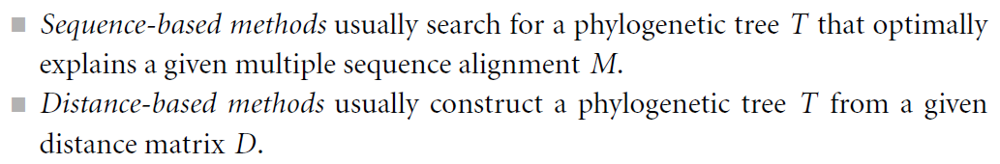 ■ Sequence-based methods usually search for a phylogenetic tree T that optimally
explains a given multiple sequence alignment M.
■ Distance-based methods usually construct a phylogenetic tree T from a given
distance matrix D.